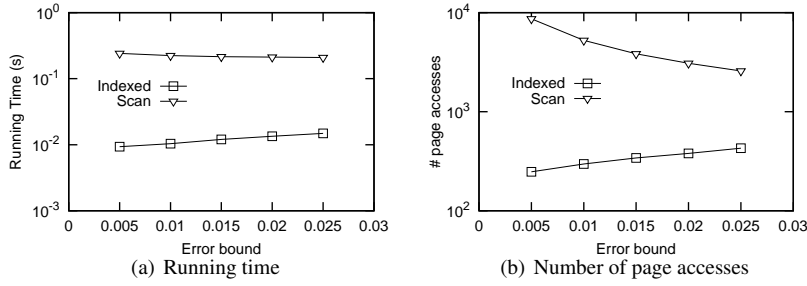 10^0
10^-1
10^-2
10^-3
Running Time (s)
Indexed
Scan
0 0.005 0.01 0.015 0.02 0.025 0.03
Error bound
(a) Running time
10^4
10^3
10^2
# page accesses
Indexed
Scan
0 0.005 0.01 0.015 0.02 0.025 0.03
Error bound
(b) Number of page accesses